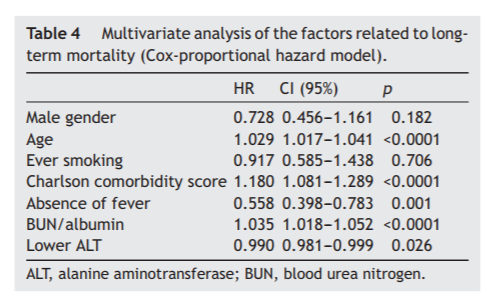 Table 4 Multivariate analysis of the factors related to long-
term mortality (Cox-proportional hazard model).
HR CI (95%) p
Male gender 0.728 0.456–1.161 0.182
Age 1.029 1.017–1.041 <0.0001
Ever smoking 0.917 0.585–1.438 0.706
Charlson comorbidity score 1.180 1.081–1.289 <0.0001
Absence of fever 0.558 0.398–0.783 0.001
BUN/albumin 1.035 1.018–1.052 <0.0001
Lower ALT 0.990 0.981–0.999 0.026
ALT, alanine aminotransferase; BUN, blood urea nitrogen.